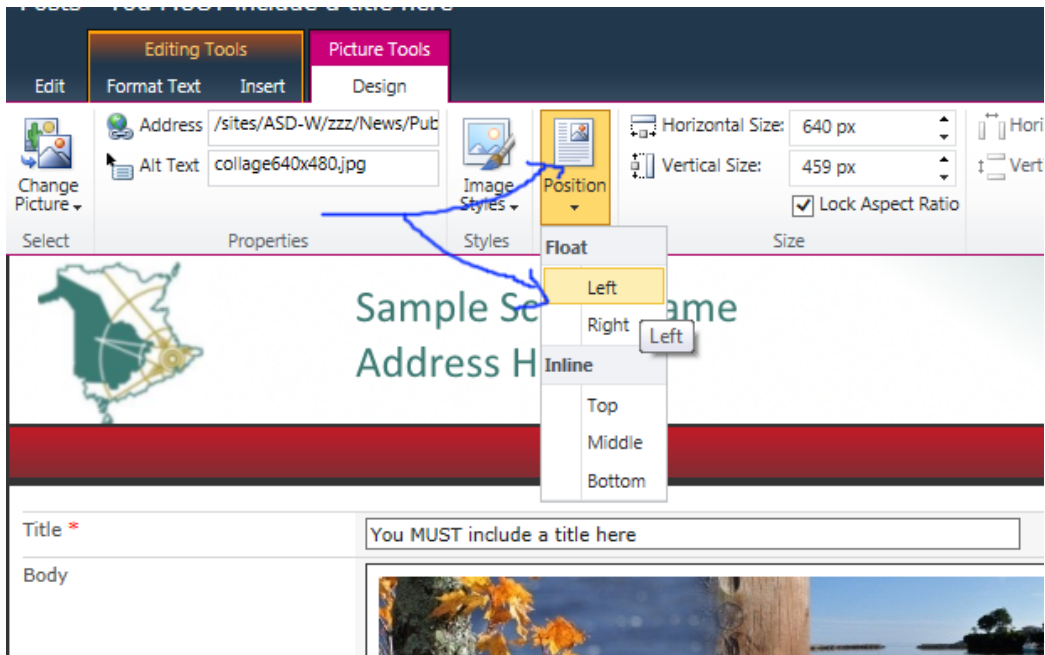 Posts - You MUST include a title here
Editing Tools
Picture Tools
Edit
Format Text
Insert
Design
Address
/sites/ASD-W/zzz/News/Pub
Alt Text
collage640x480.jpg
Change
Picture
Image
Styles
Position
Horizontal Size:
640 px
Vertical Size:
459 px
Lock Aspect Ratio
Hori
Verti
Select
Properties
Styles
Size
Float
Left
Right
Left
Inline
Top
Middle
Bottom
Sample Sc ame
Address H
Title *
You MUST include a title here
Body